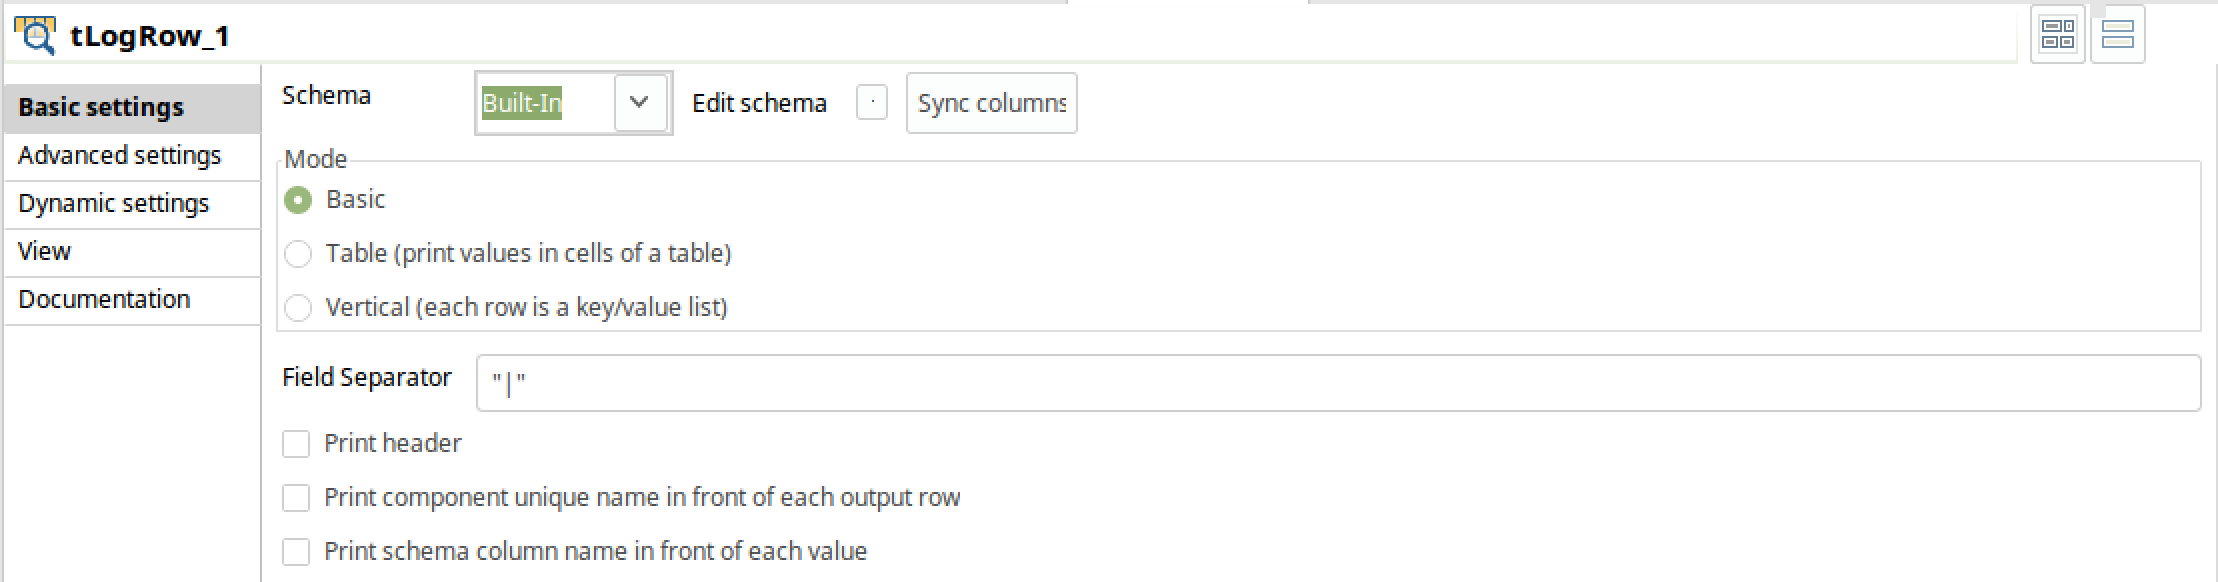 tLogRow_1
Basic settings
Advanced settings
Dynamic settings
View
Documentation
Schema Built-In Edit schema Sync columns
Mode
Basic
Table (print values in cells of a table)
Vertical (each row is a key/value list)
Field Separator "|"
Print header
Print component unique name in front of each output row
Print schema column name in front of each value